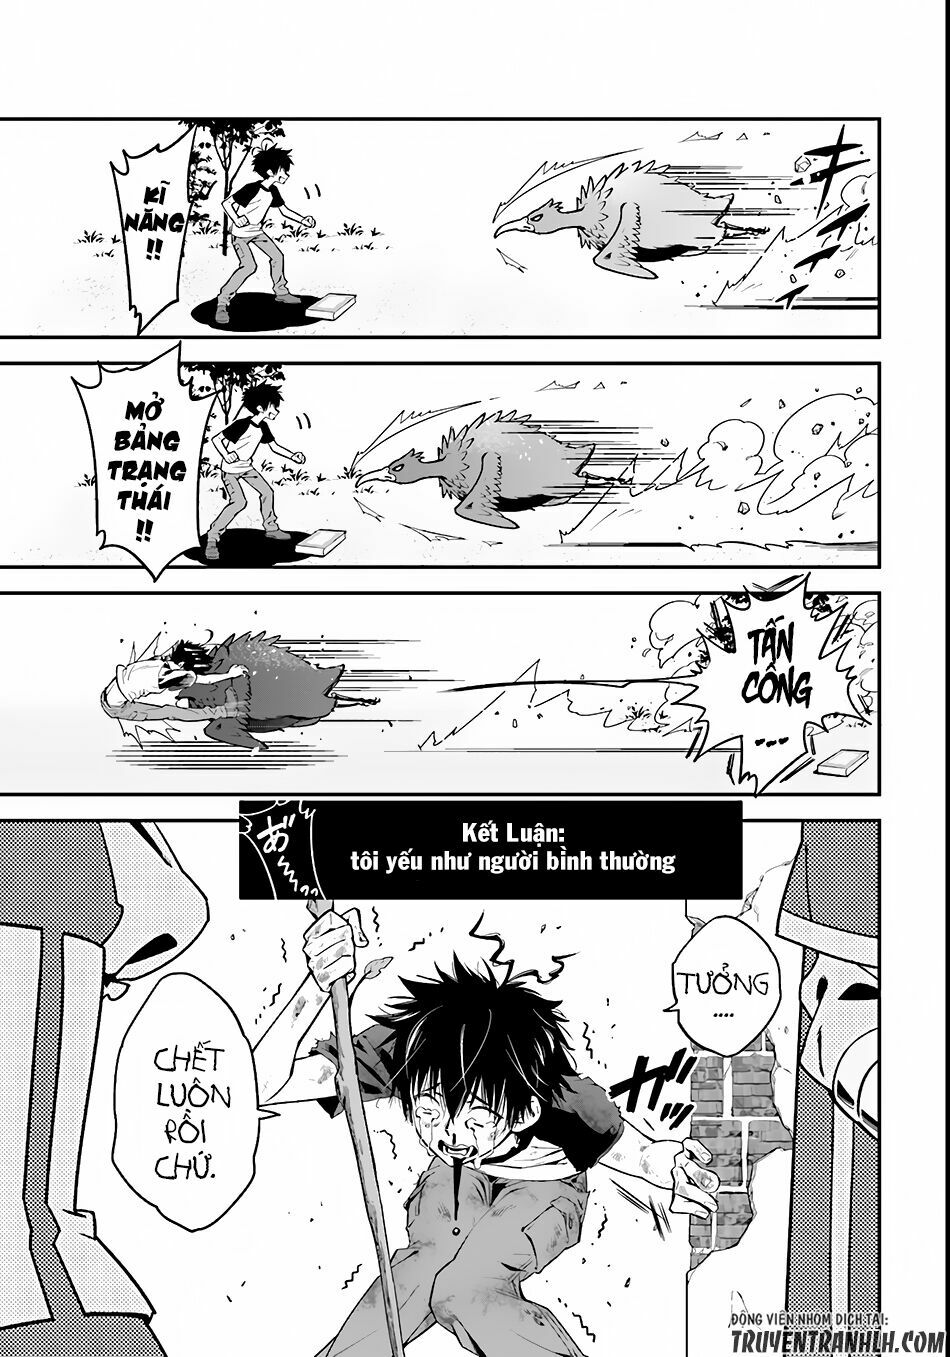 KĨ
NĂNG
!!
MỞ
BẢNG
TRẠNG
THÁI
!!
TẤN
CÔNG
...
Kết Luận:
tôi yếu như người bình thường
TƯỞNG
....
CHẾT
LUÔN
RỒI
CHỨ.
ĐỘNG VIÊN NHÓM DỊCH TẠI:
TRUYENTRANHLH.COM